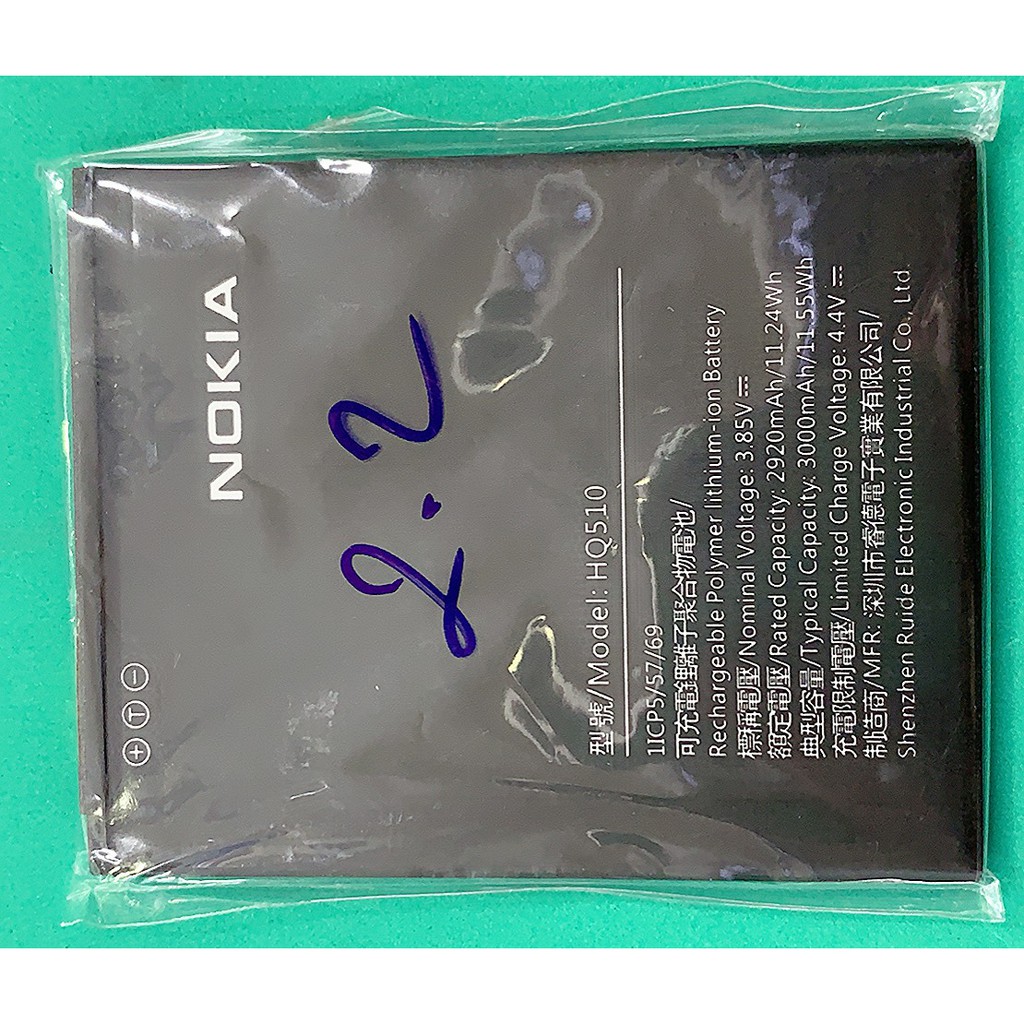 NOKIA
⊕ Ⓣ ⊖
2.2
型號/Model: HQ510
1ICP5/57/69
可充電鋰離子聚合物電池/
Rechargeable Polymer lithium-ion Battery
標稱電壓/Nominal Voltage: 3.85V⎓
額定電壓/Rated Capacity: 2920mAh/11.24Wh
典型容量/Typical Capacity: 3000mAh/11.55Wh
充電限制電壓/Limited Charge Voltage: 4.4V⎓
制造商/MFR: 深圳市睿德電子實業有限公司/
Shenzhen Ruide Electronic Industrial Co., Ltd.